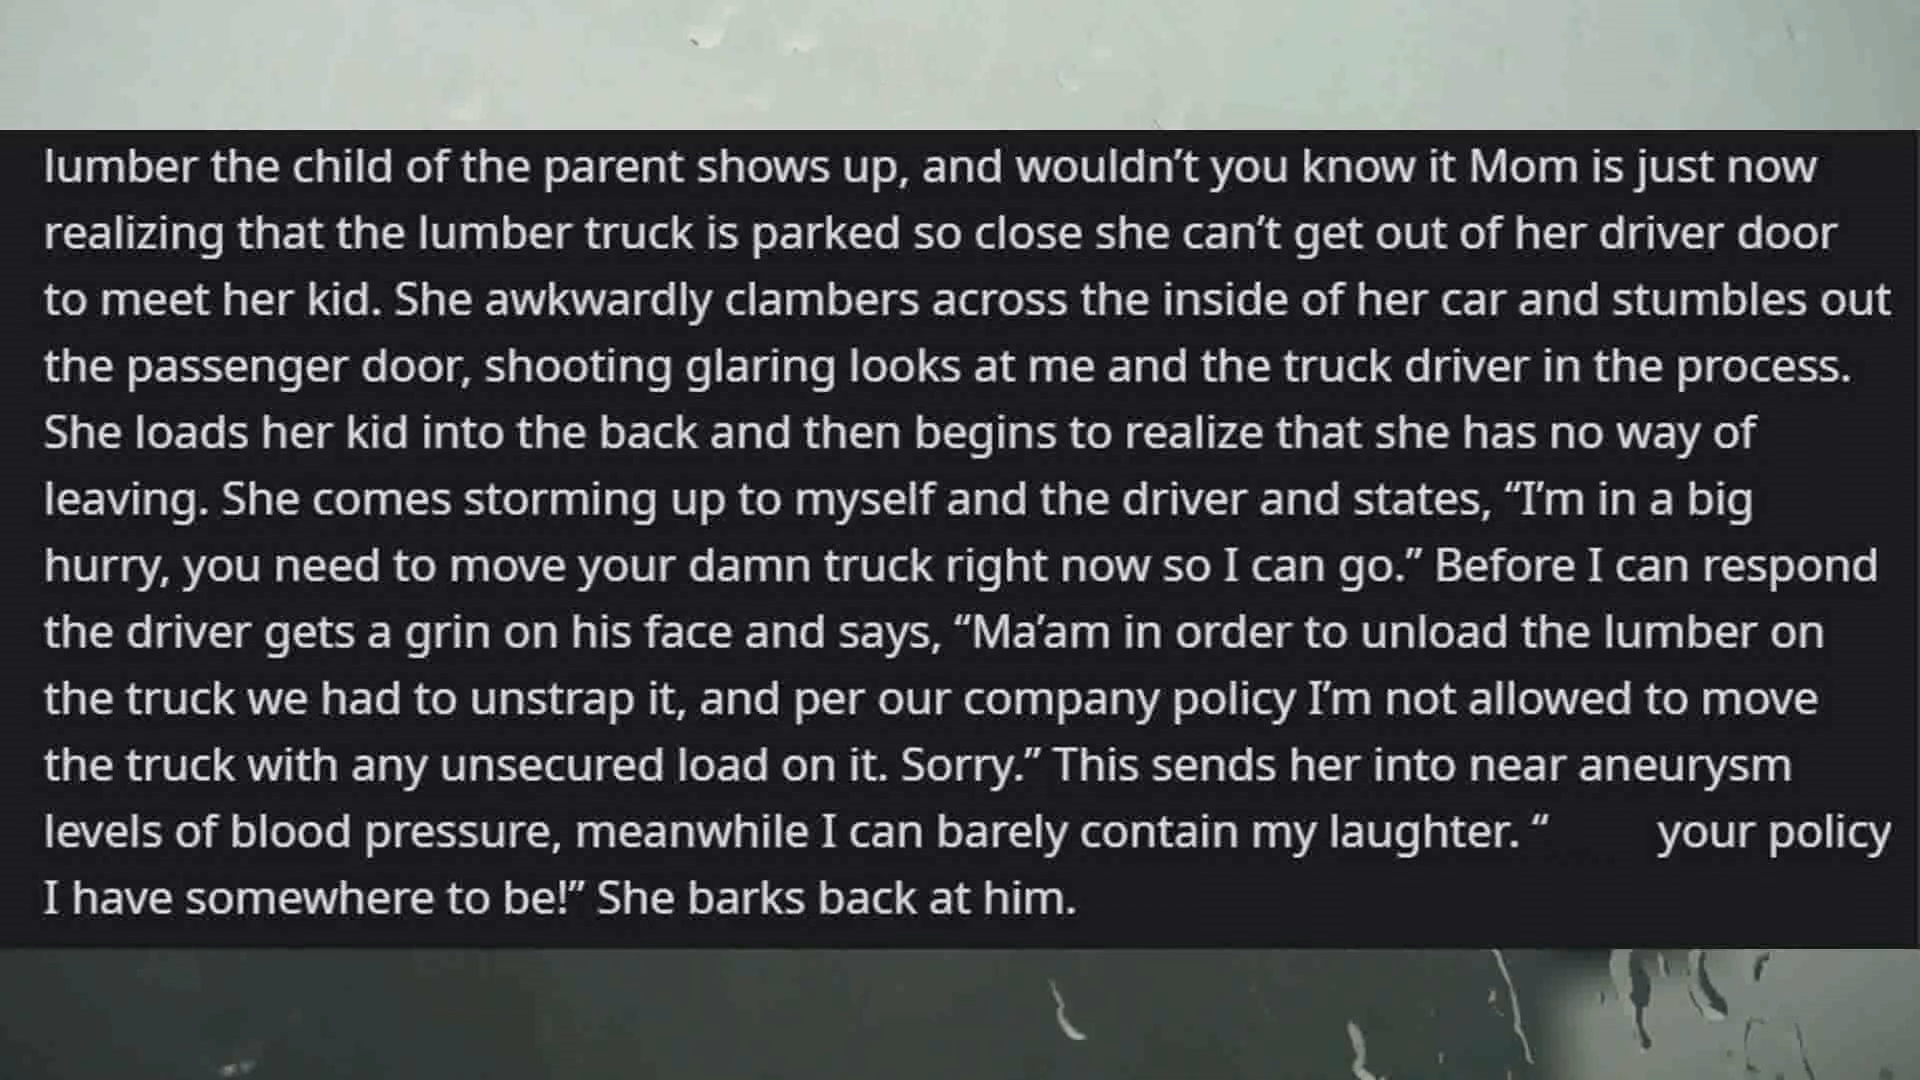 lumber the child of the parent shows up, and wouldn’t you know it Mom is just now
realizing that the lumber truck is parked so close she can’t get out of her driver door
to meet her kid. She awkwardly clambers across the inside of her car and stumbles out
the passenger door, shooting glaring looks at me and the truck driver in the process.
She loads her kid into the back and then begins to realize that she has no way of
leaving. She comes storming up to myself and the driver and states, “I’m in a big
hurry, you need to move your damn truck right now so I can go.” Before I can respond
the driver gets a grin on his face and says, “Ma’am in order to unload the lumber on
the truck we had to unstrap it, and per our company policy I’m not allowed to move
the truck with any unsecured load on it. Sorry.” This sends her into near aneurysm
levels of blood pressure, meanwhile I can barely contain my laughter. “ your policy
I have somewhere to be!” She barks back at him.